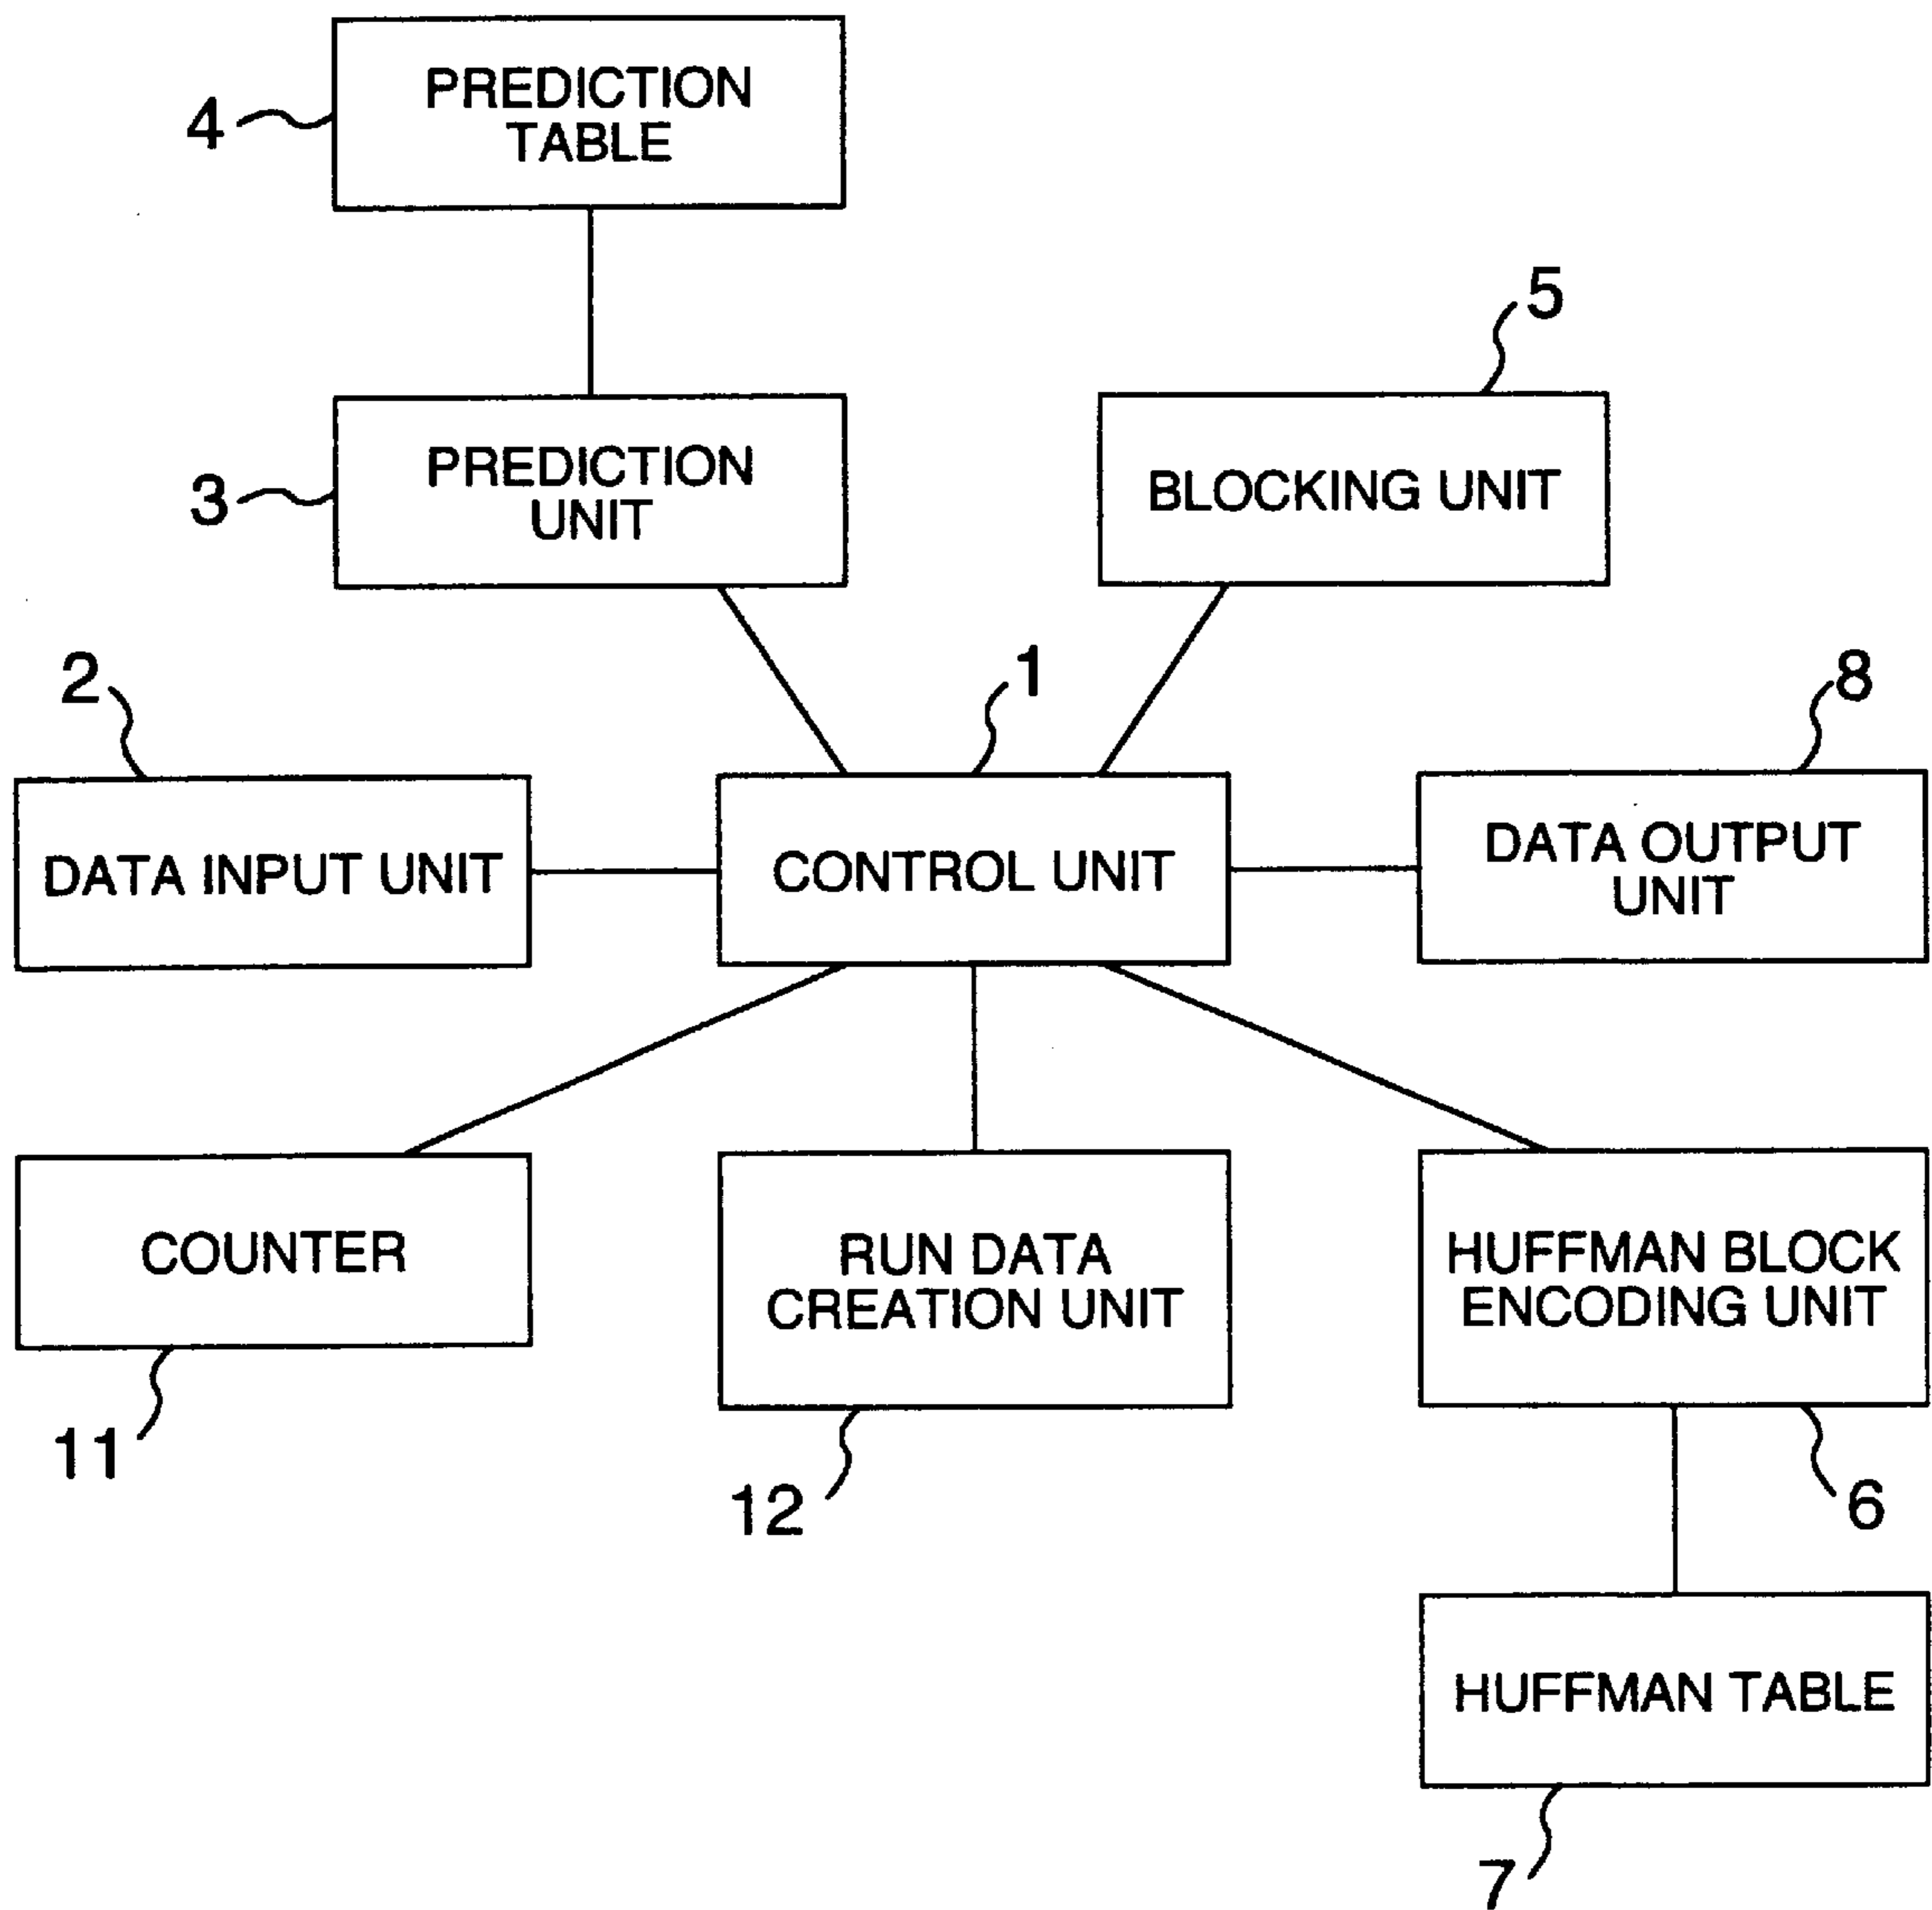 4
PREDICTION
TABLE
5
3
PREDICTION
UNIT
BLOCKING UNIT
2
1
8
DATA INPUT UNIT
CONTROL UNIT
DATA OUTPUT
UNIT
COUNTER
RUN DATA
CREATION UNIT
HUFFMAN BLOCK
ENCODING UNIT
11
12
6
HUFFMAN TABLE
7